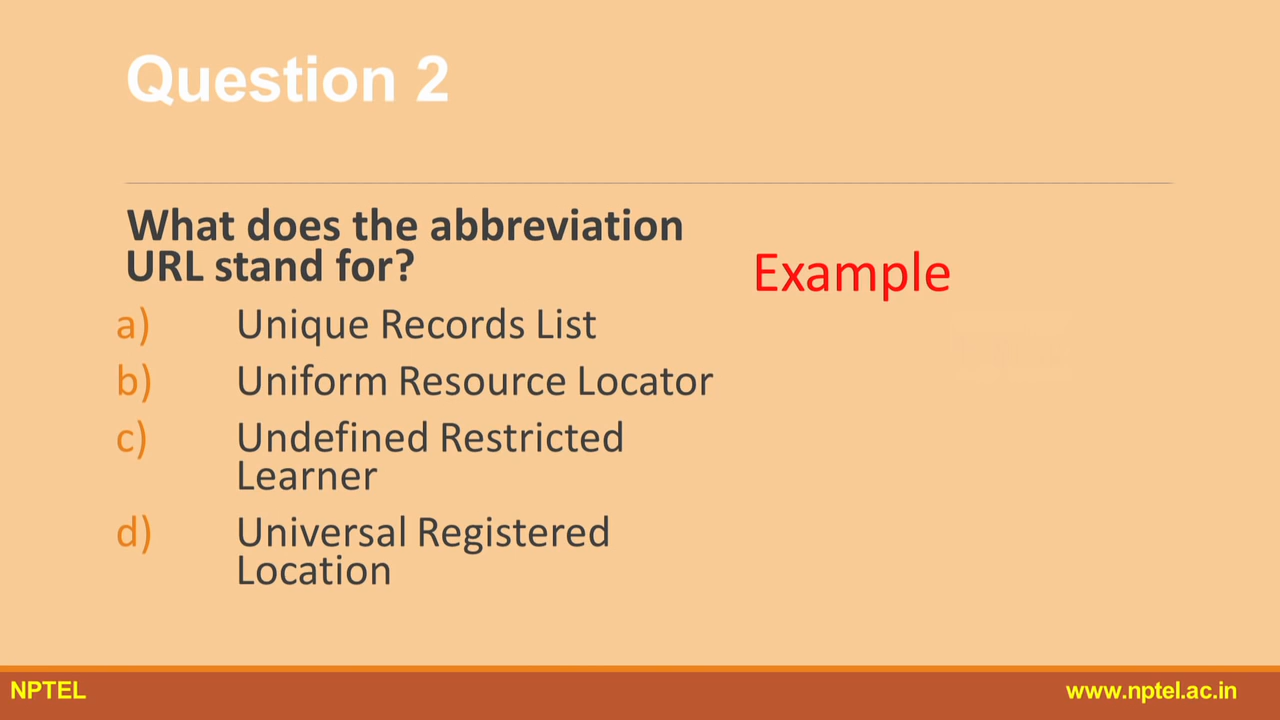 Question 2
What does the abbreviation
URL stand for?
Example
a) Unique Records List
b) Uniform Resource Locator
c) Undefined Restricted
Learner
d) Universal Registered
Location
NPTEL
www.nptel.ac.in